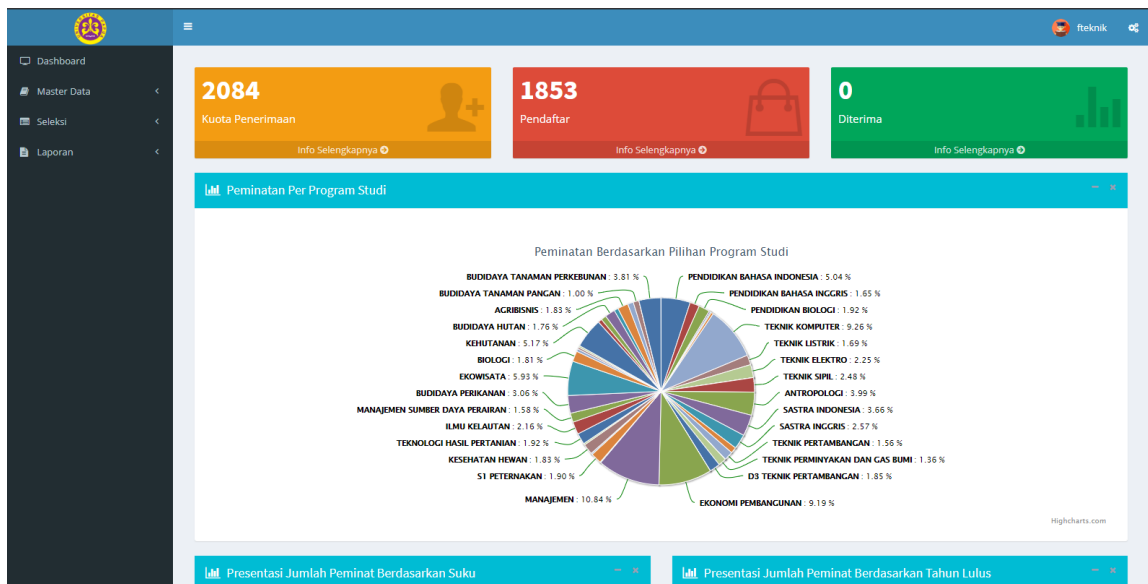 fteknik
Dashboard
Master Data
Seleksi
Laporan
2084
Kuota Penerimaan
Info Selengkapnya
1853
Pendaftar
Info Selengkapnya
0
Diterima
Info Selengkapnya
Peminatan Per Program Studi
Peminatan Berdasarkan Pilihan Program Studi
BUDIDAYA TANAMAN PERKEBUNAN : 3.81 %
BUDIDAYA TANAMAN PANGAN : 1.00 %
AGRIBISNIS : 1.83 %
BUDIDAYA HUTAN : 1.76 %
KEHUTANAN : 5.17 %
BIOLOGI : 1.81 %
EKOWISATA : 5.93 %
BUDIDAYA PERIKANAN : 3.06 %
MANAJEMEN SUMBER DAYA PERAIRAN : 1.58 %
ILMU KELAUTAN : 2.16 %
TEKNOLOGI HASIL PERTANIAN : 1.92 %
KESEHATAN HEWAN : 1.83 %
S1 PETERNAKAN : 1.90 %
MANAJEMEN : 10.84 %
PENDIDIKAN BAHASA INDONESIA : 5.04 %
PENDIDIKAN BAHASA INGGRIS : 1.65 %
PENDIDIKAN BIOLOGI : 1.92 %
TEKNIK KOMPUTER : 9.26 %
TEKNIK LISTRIK : 1.69 %
TEKNIK ELEKTRO : 2.25 %
TEKNIK SIPIL : 2.48 %
ANTROPOLOGI : 3.99 %
SASTRA INDONESIA : 3.66 %
SASTRA INGGRIS : 2.57 %
TEKNIK PERTAMBANGAN : 1.56 %
TEKNIK PERMINYAKAN DAN GAS BUMI : 1.36 %
D3 TEKNIK PERTAMBANGAN : 1.85 %
EKONOMI PEMBANGUNAN : 9.19 %
Highcharts.com
Presentasi Jumlah Peminat Berdasarkan Suku
Presentasi Jumlah Peminat Berdasarkan Tahun Lulus